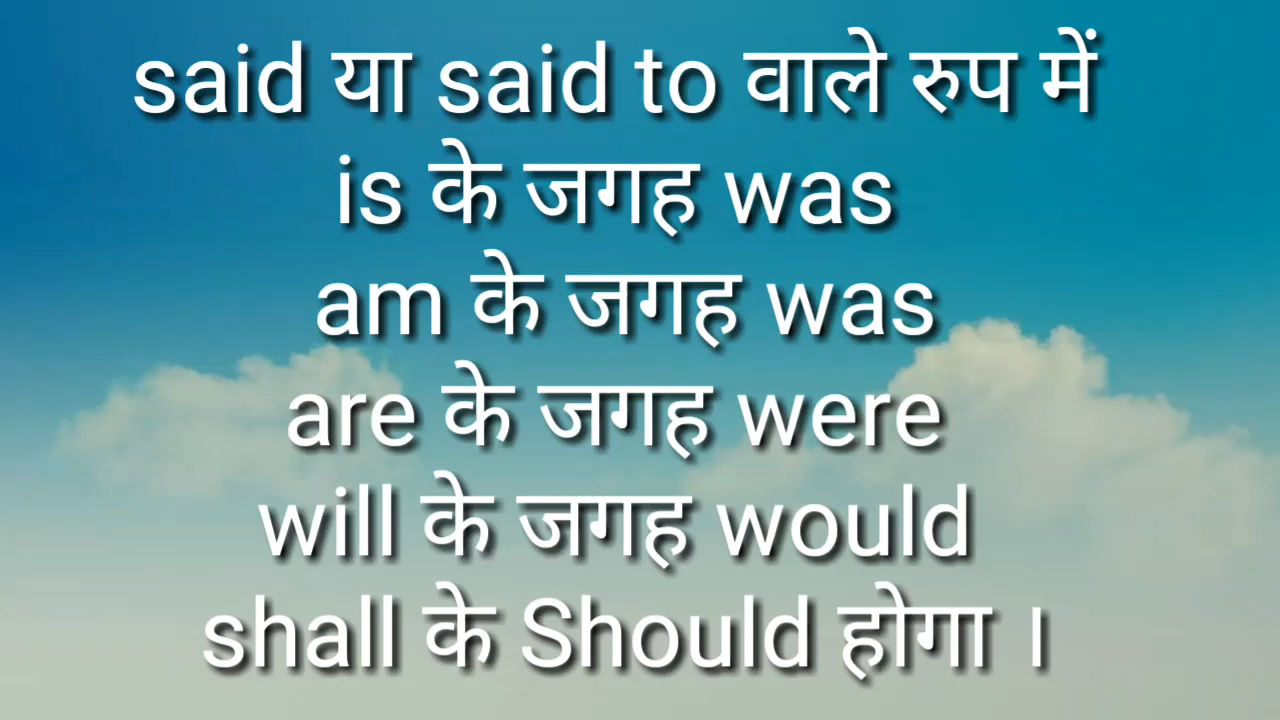 said या said to वाले रुप में
is के जगह was
am के जगह was
are के जगह were
will के जगह would
shall के Should होगा ।